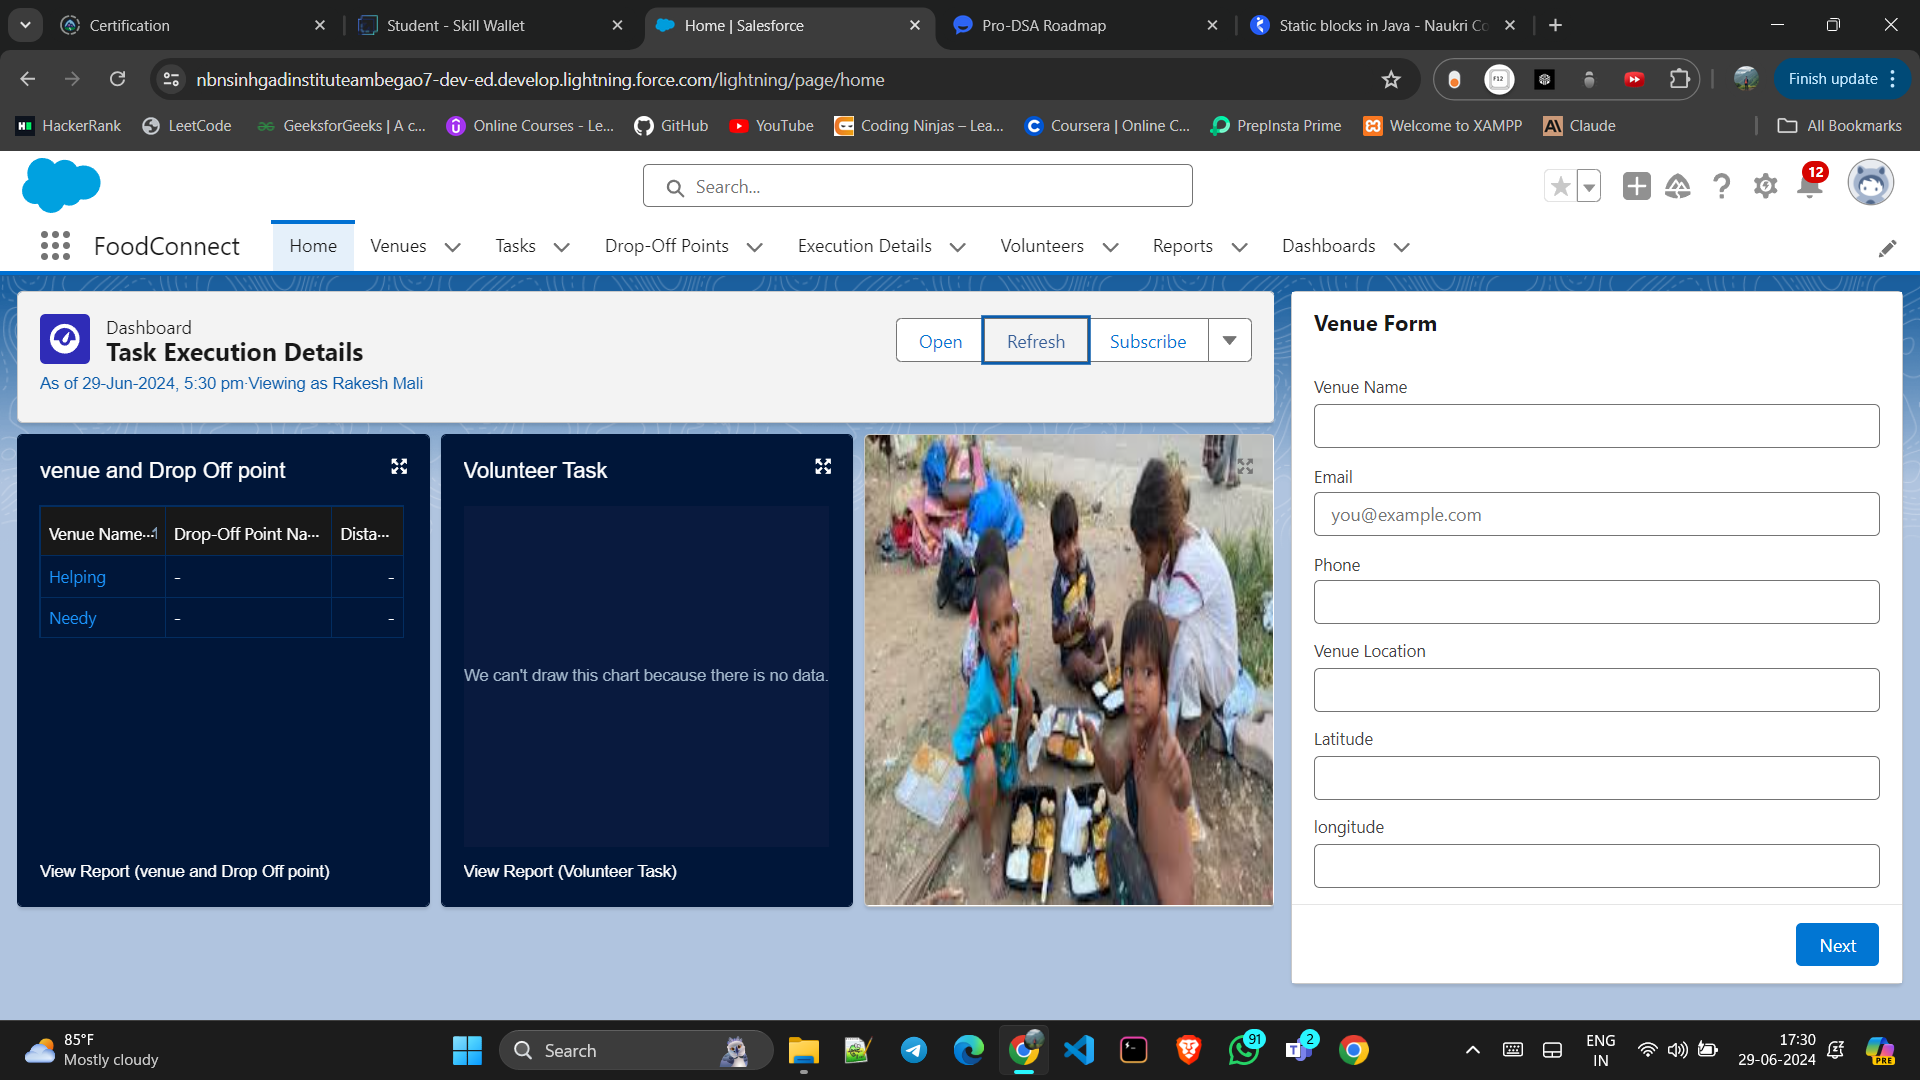 Certification
Student - Skill Wallet
Home | Salesforce
Pro-DSA Roadmap
Static blocks in Java - Naukri Co
nbnsinhgadinstituteambegao7-dev-ed.develop.lightning.force.com/lightning/page/home
F12
Finish update
HackerRank
LeetCode
GeeksforGeeks | A c...
Online Courses - Le...
GitHub
YouTube
Coding Ninjas – Lea...
Coursera | Online C...
PrepInsta Prime
Welcome to XAMPP
Claude
All Bookmarks
Search...
12
FoodConnect
Home
Venues
Tasks
Drop-Off Points
Execution Details
Volunteers
Reports
Dashboards
Dashboard
Task Execution Details
As of 29-Jun-2024, 5:30 pm·Viewing as Rakesh Mali
Open
Refresh
Subscribe
venue and Drop Off point
Venue Name...
Drop-Off Point Na...
Dista...
Helping
-
-
Needy
-
-
View Report (venue and Drop Off point)
Volunteer Task
We can't draw this chart because there is no data.
View Report (Volunteer Task)
Venue Form
Venue Name
Email
you@example.com
Phone
Venue Location
Latitude
longitude
Next
85°F
Mostly cloudy
Search
91
2
PRE
ENG
IN
17:30
29-06-2024